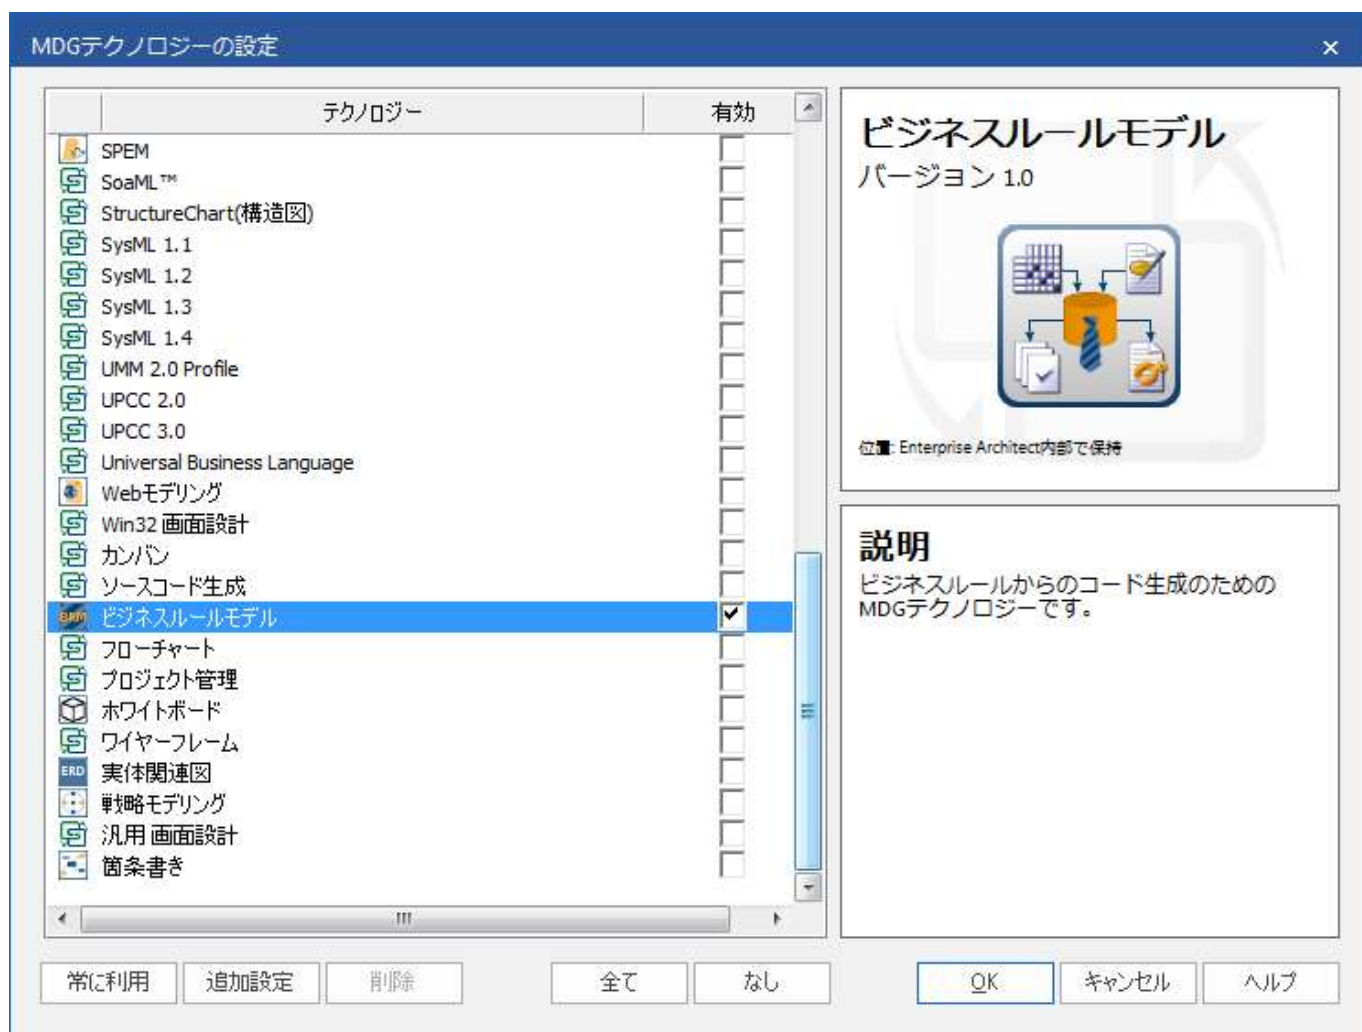 MDGテクノロジーの設定
テクノロジー 有効
SPEM
SoaML™
StructureChart(構造図)
SysML 1.1
SysML 1.2
SysML 1.3
SysML 1.4
UMM 2.0 Profile
UPCC 2.0
UPCC 3.0
Universal Business Language
Webモデリング
Win32 画面設計
カンバン
ソースコード生成
BRM ビジネスルールモデル
フローチャート
プロジェクト管理
ホワイトボード
ワイヤーフレーム
ERD 実体関連図
戦略モデリング
汎用 画面設計
箇条書き
ビジネスルールモデル
バージョン 1.0
位置: Enterprise Architect内部で保持
説明
ビジネスルールからのコード生成のための
MDGテクノロジーです。
常に利用 追加設定 削除 全て なし OK キャンセル ヘルプ